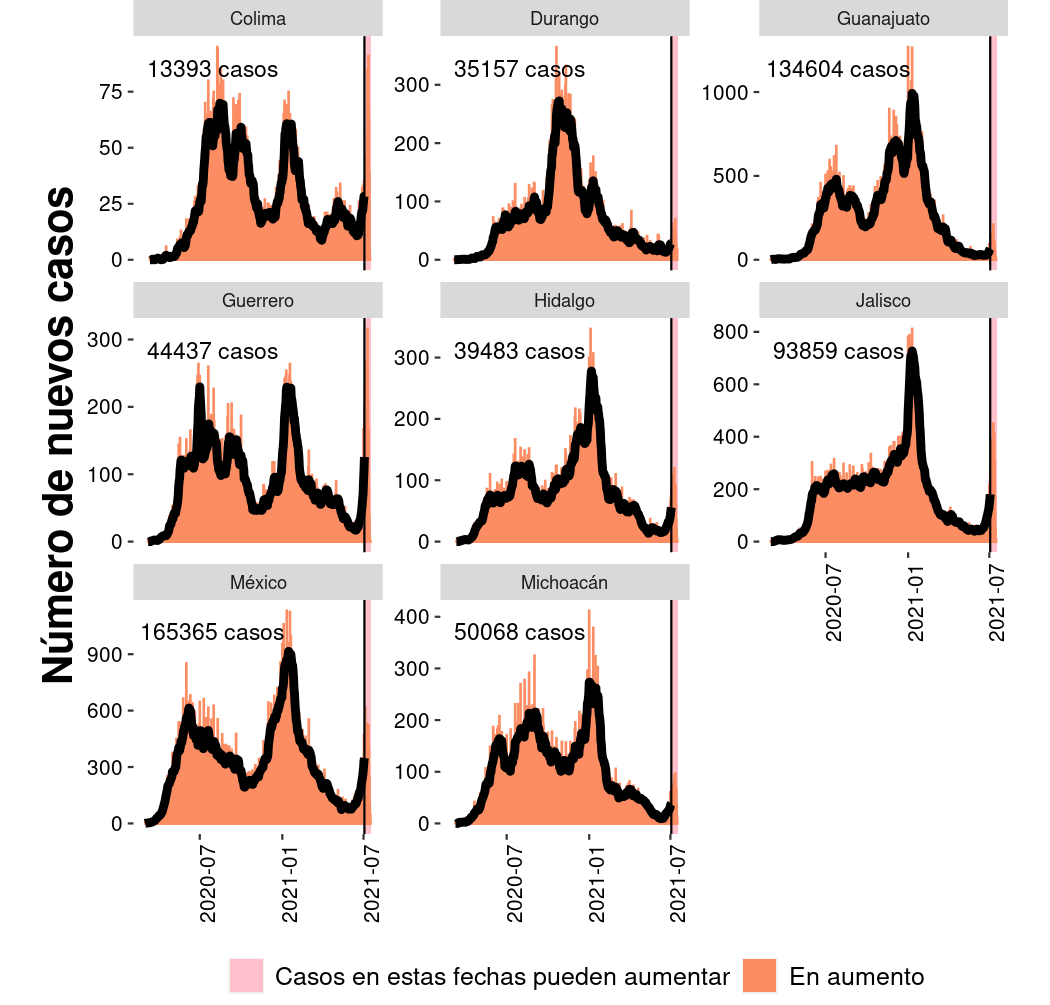 Número de nuevos casos
Colima
13393 casos
75
50
25
0
Durango
35157 casos
300
200
100
0
Guanajuato
134604 casos
1000
500
0
Guerrero
44437 casos
300
200
100
0
Hidalgo
39483 casos
300
200
100
0
Jalisco
93859 casos
800
600
400
200
0
2020-07
2021-01
2021-07
México
165365 casos
900
600
300
0
2020-07
2021-01
2021-07
Michoacán
50068 casos
400
300
200
100
0
2020-07
2021-01
2021-07
Casos en estas fechas pueden aumentar
En aumento